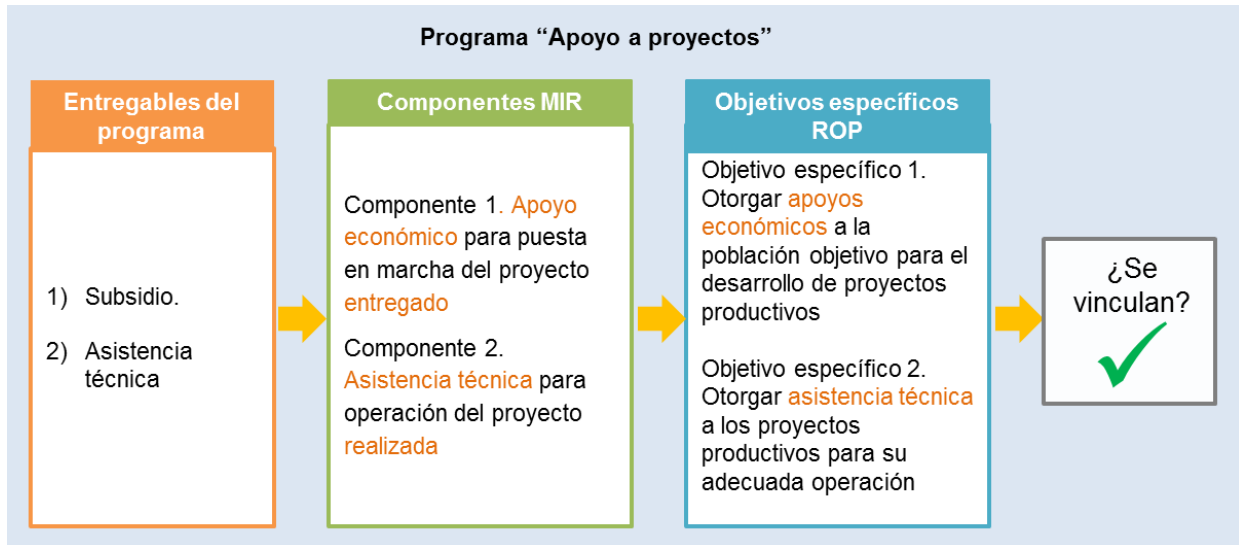 Programa “Apoyo a proyectos”
Entregables del
programa
1) Subsidio.
2) Asistencia
técnica
Componentes MIR
Componente 1. Apoyo
económico para puesta
en marcha del proyecto
entregado
Componente 2.
Asistencia técnica para
operación del proyecto
realizada
Objetivos específicos
ROP
Objetivo específico 1.
Otorgar apoyos
económicos a la
población objetivo para el
desarrollo de proyectos
productivos
Objetivo específico 2.
Otorgar asistencia técnica
a los proyectos
productivos para su
adecuada operación
¿Se
vinculan?